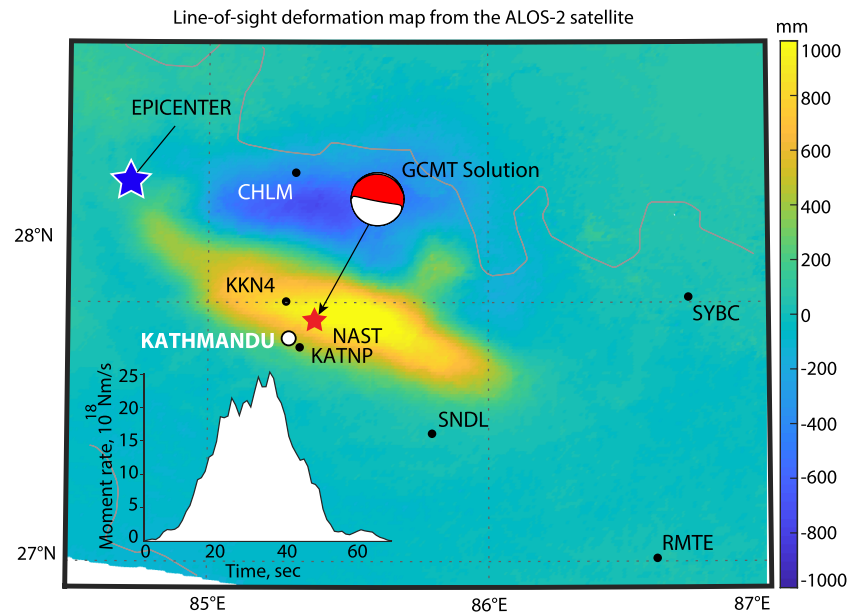 Line-of-sight deformation map from the ALOS-2 satellite
mm
EPICENTER
GCMT Solution
CHLM
KKN4
NAST
KATHMANDU
KATNP
SYBC
SNDL
RMTE
28°N
27°N
85°E
86°E
87°E
1000
800
600
400
200
0
-200
-400
-600
-800
-1000
Moment rate, 10^18 Nm/s
25
20
15
10
5
0
0 20 40 60
Time, sec